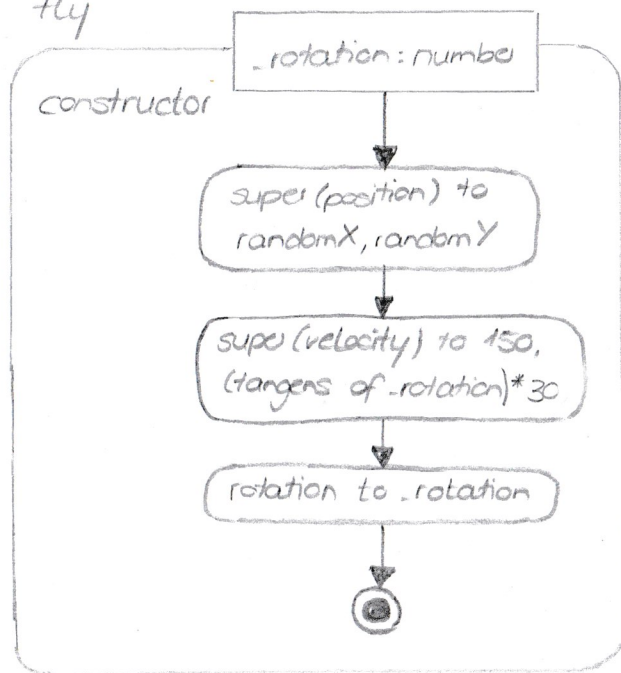 fly
_rotation: number
constructor
super(position) to
randomX, randomY
super(velocity) to 150,
(tangens of _rotation)*30
rotation to _rotation